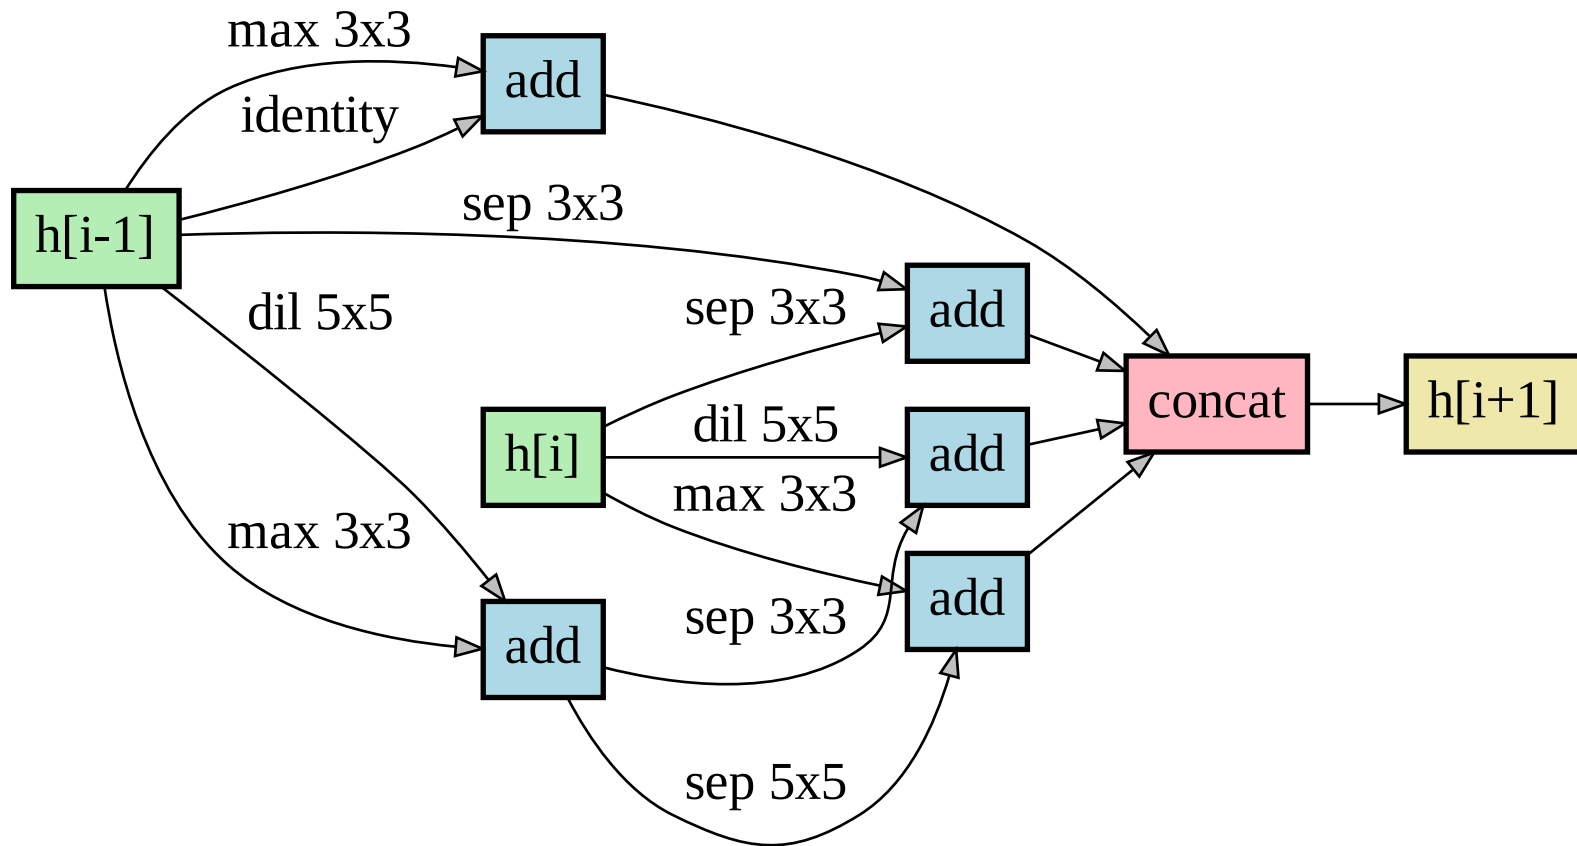 max 3x3
add
identity
h[i-1]
sep 3x3
dil 5x5
sep 3x3
add
concat
h[i+1]
h[i]
dil 5x5
add
max 3x3
max 3x3
add
sep 3x3
add
sep 5x5